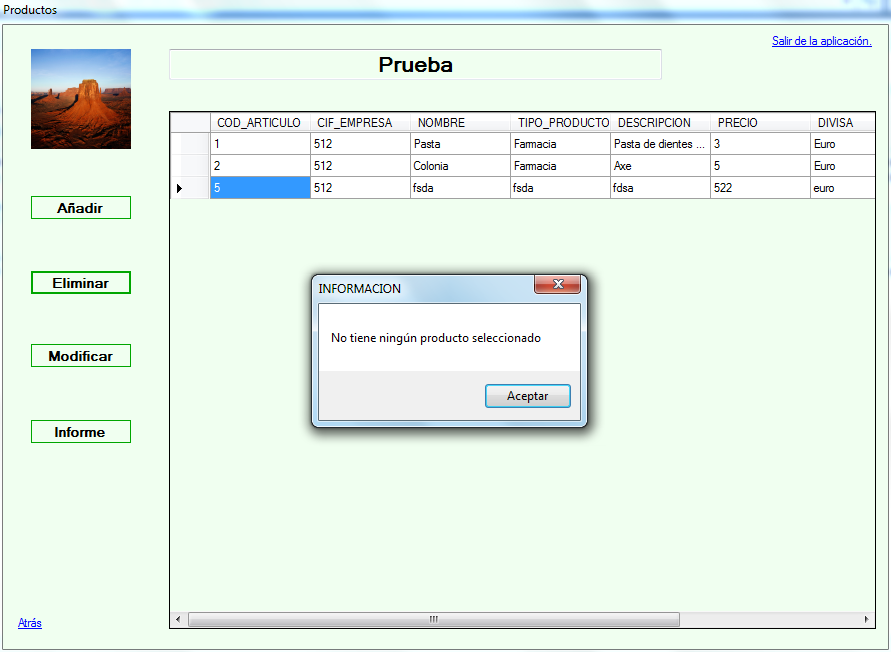 Productos
Salir de la aplicación.
Prueba
COD_ARTICULO CIF_EMPRESA NOMBRE TIPO_PRODUCTO DESCRIPCION PRECIO DIVISA
1 512 Pasta Farmacia Pasta de dientes ... 3 Euro
2 512 Colonia Farmacia Axe 5 Euro
5 512 fsda fsda fdsa 522 euro
Añadir
Eliminar
Modificar
Informe
INFORMACION
No tiene ningún producto seleccionado
Aceptar
Atrás